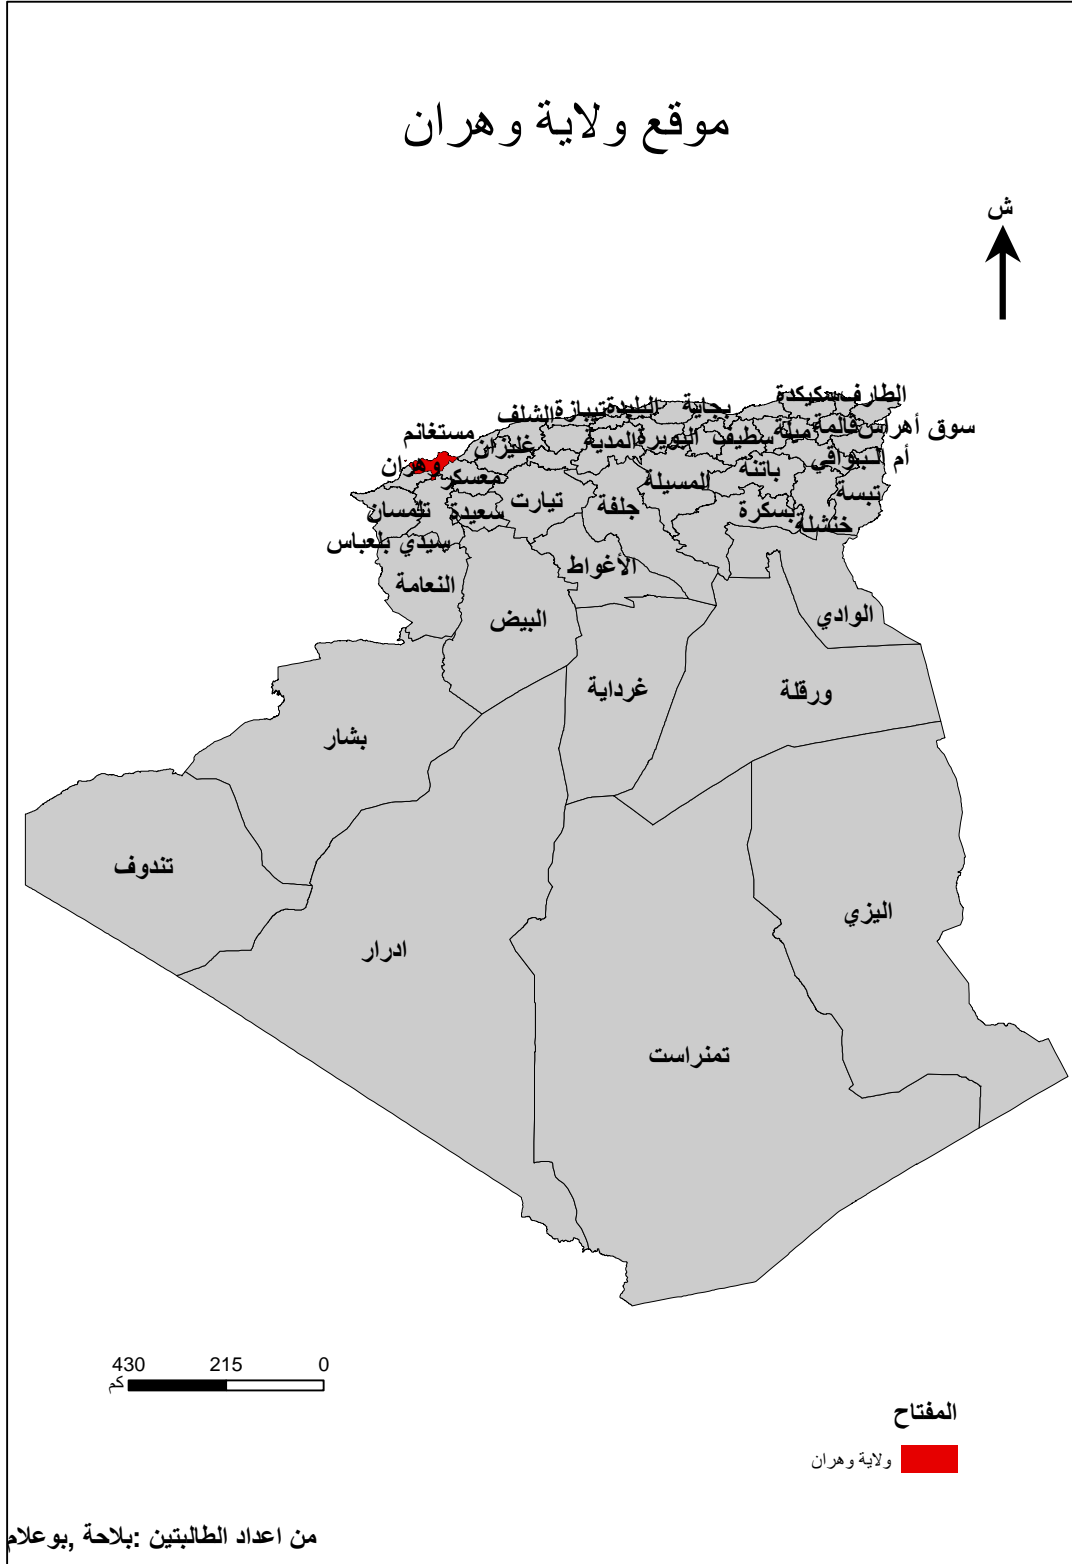 موقع ولاية وهران
ش
الطارف
سكيكدة
بجاية
البليدة
تيبازة
الشلف
سوق أهراس
قالمة
ميلة
سطيف
البويرة
المدية
غليزان
مستغانم
أم البواقي
باتنة
المسيلة
معسكر
وهران
تبسة
خنشلة
بسكرة
جلفة
تيارت
سعيدة
تلمسان
سيدي بلعباس
الأغواط
النعامة
البيض
الوادي
غرداية
ورقلة
بشار
تندوف
اليزي
ادرار
تمنراست
430 215 0
كم
المفتاح
ولاية وهران
من اعداد الطالبتين :بلاحة ,بوعلام